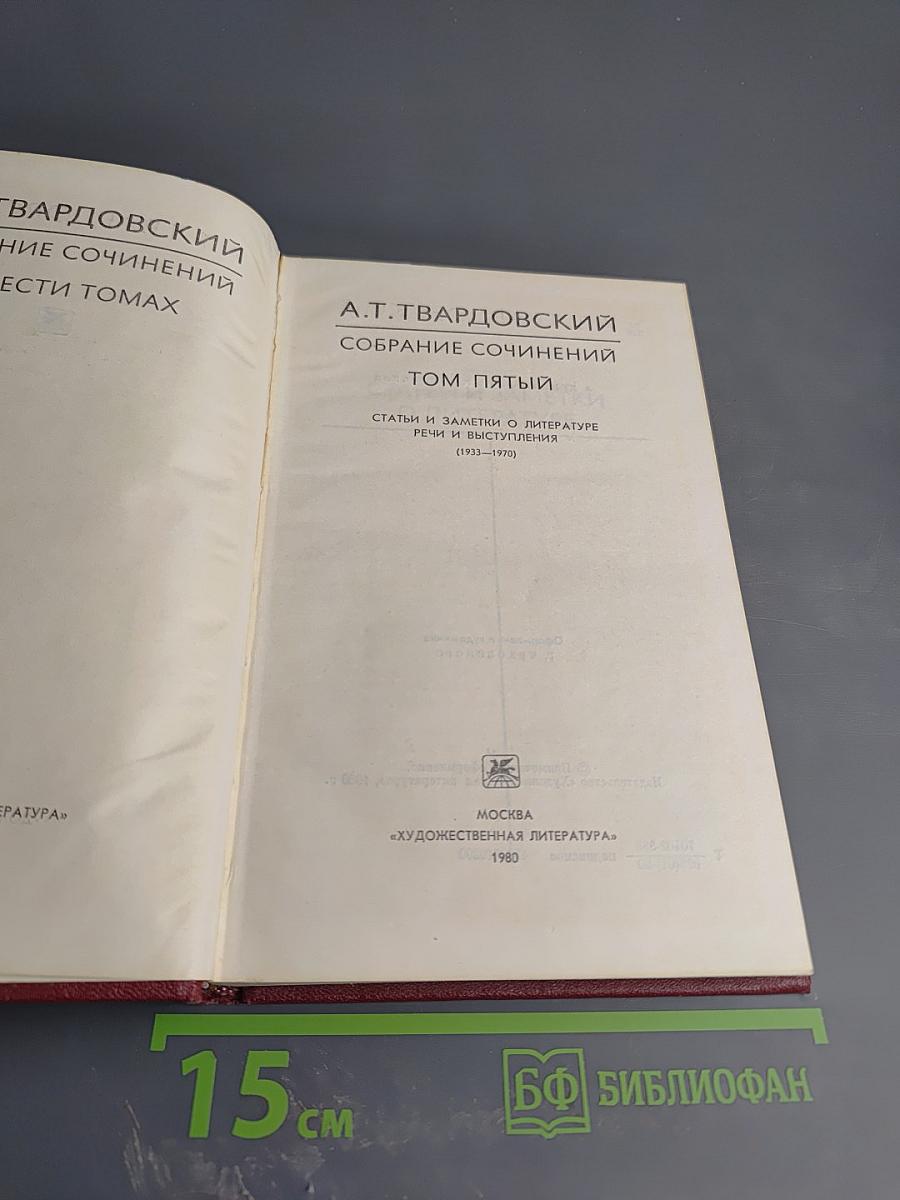 ТВАРДОВСКИЙ
НИЕ СОЧИНЕНИЙ
ЕСТИ ТОМАХ
ЕРАТУРА»
А.Т.ТВАРДОВСКИЙ
СОБРАНИЕ СОЧИНЕНИЙ
ТОМ ПЯТЫЙ
СТАТЬИ И ЗАМЕТКИ О ЛИТЕРАТУРЕ
РЕЧИ И ВЫСТУПЛЕНИЯ
(1933—1970)
МОСКВА
«ХУДОЖЕСТВЕННАЯ ЛИТЕРАТУРА»
1980
15 см
БФ БИБЛИОФАН